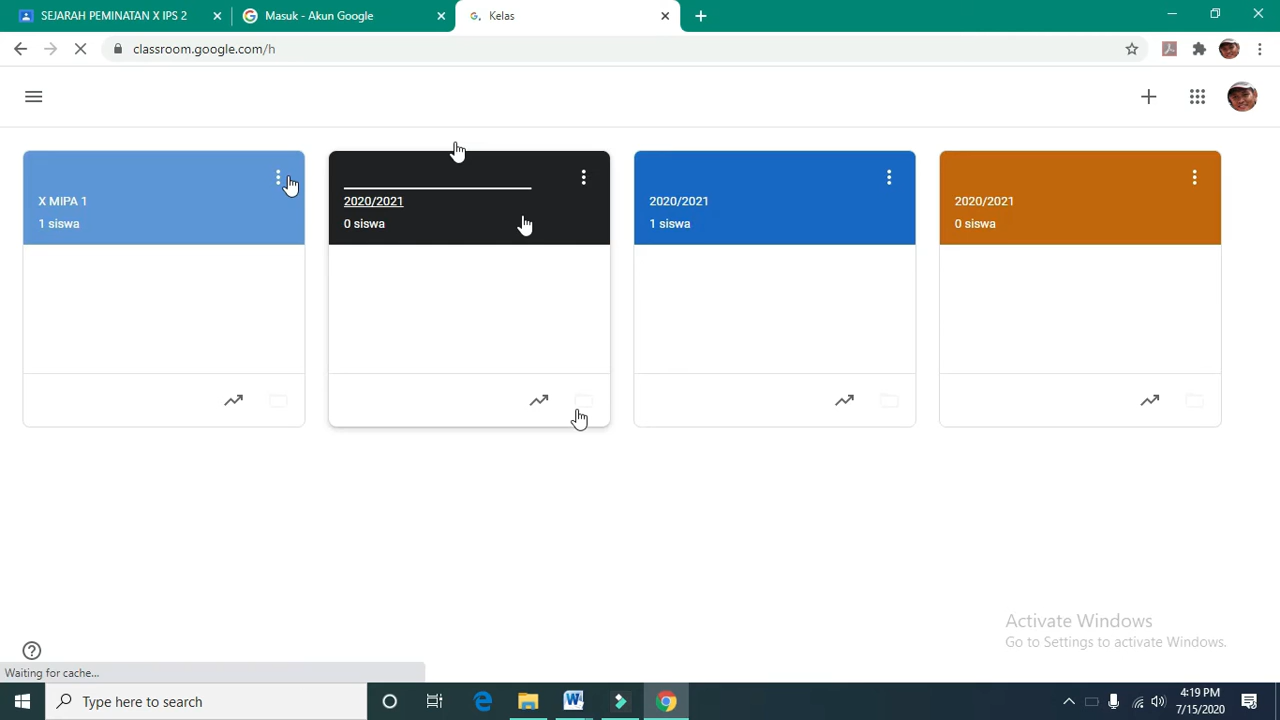 SEJARAH PEMINATAN X IPS 2
Masuk - Akun Google
Kelas
classroom.google.com/h
X MIPA 1
1 siswa
2020/2021
0 siswa
2020/2021
1 siswa
2020/2021
0 siswa
Activate Windows
Go to Settings to activate Windows.
Waiting for cache...
Type here to search
4:19 PM
7/15/2020